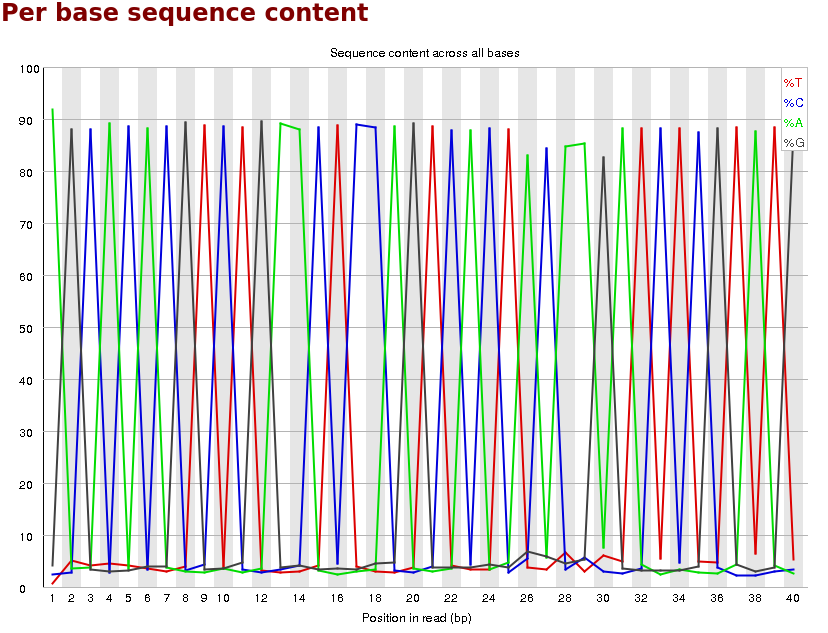 Per base sequence content
Sequence content across all bases
100
90
80
70
60
50
40
30
20
10
0
%T
%C
%A
%G
1 2 3 4 5 6 7 8 9 10 12 14 16 18 20 22 24 26 28 30 32 34 36 38 40
Position in read (bp)